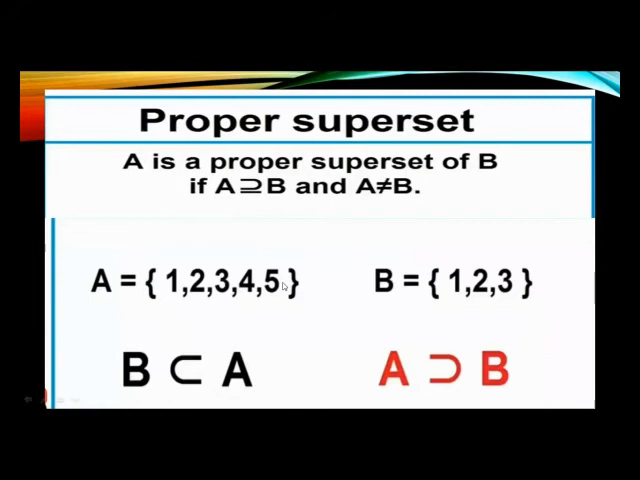 Proper superset
A is a proper superset of B
if A⊇B and A≠B.
A = { 1,2,3,4,5 } B = { 1,2,3 }
B ⊂ A A ⊃ B